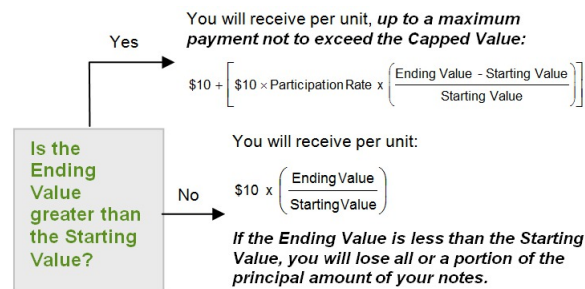 You will receive per unit, up to a maximum
payment not to exceed the Capped Value:
Yes
$10 + [ $10 × Participation Rate x ( Ending Value - Starting Value
Starting Value ) ]
Is the
Ending
Value
greater than
the Starting
Value?
You will receive per unit:
No
$10 x ( Ending Value
Starting Value )
If the Ending Value is less than the Starting
Value, you will lose all or a portion of the
principal amount of your notes.